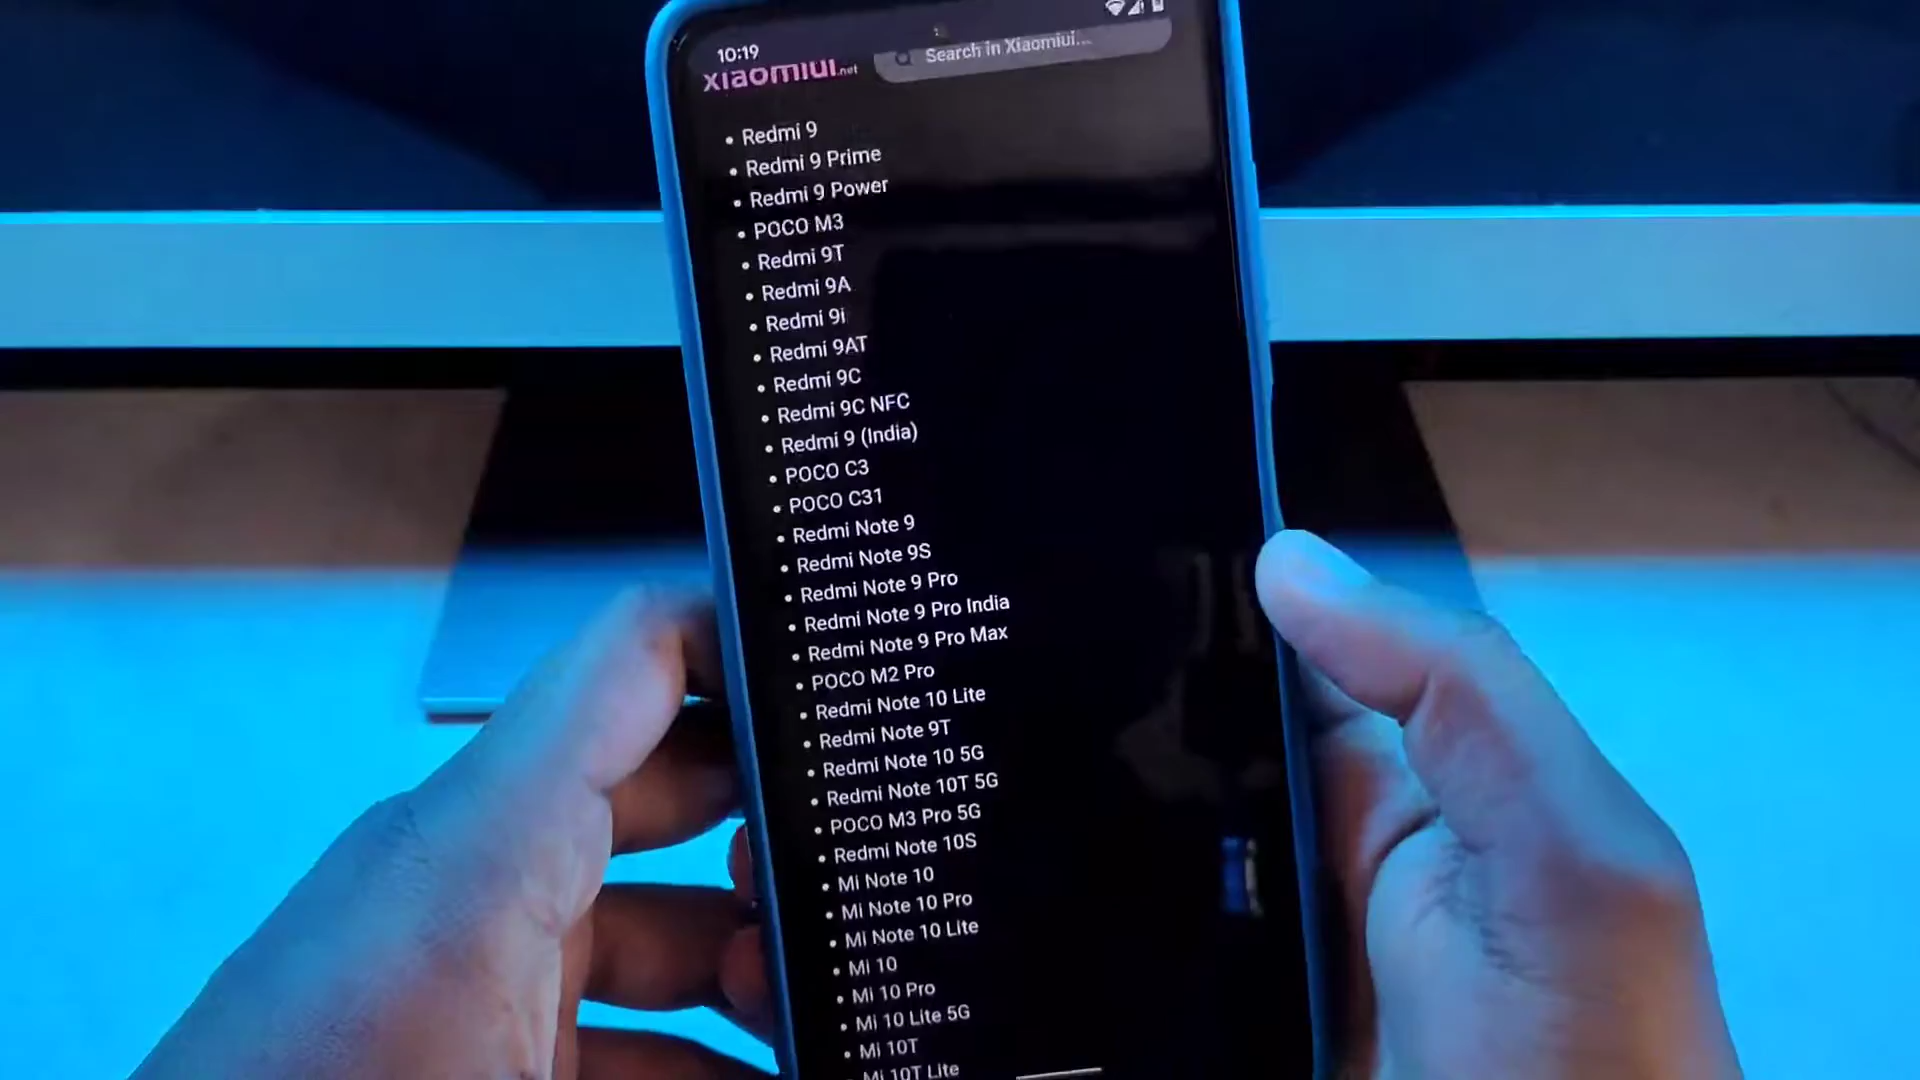 10:19
xiaomiui.net
Search in Xiaomiui...
• Redmi 9
• Redmi 9 Prime
• Redmi 9 Power
• POCO M3
• Redmi 9T
• Redmi 9A
• Redmi 9i
• Redmi 9AT
• Redmi 9C
• Redmi 9C NFC
• Redmi 9 (India)
• POCO C3
• POCO C31
• Redmi Note 9
• Redmi Note 9S
• Redmi Note 9 Pro
• Redmi Note 9 Pro India
• Redmi Note 9 Pro Max
• POCO M2 Pro
• Redmi Note 10 Lite
• Redmi Note 9T
• Redmi Note 10 5G
• Redmi Note 10T 5G
• POCO M3 Pro 5G
• Redmi Note 10S
• Mi Note 10
• Mi Note 10 Pro
• Mi Note 10 Lite
• Mi 10
• Mi 10 Pro
• Mi 10 Lite 5G
• Mi 10T
Mi 10T Lite